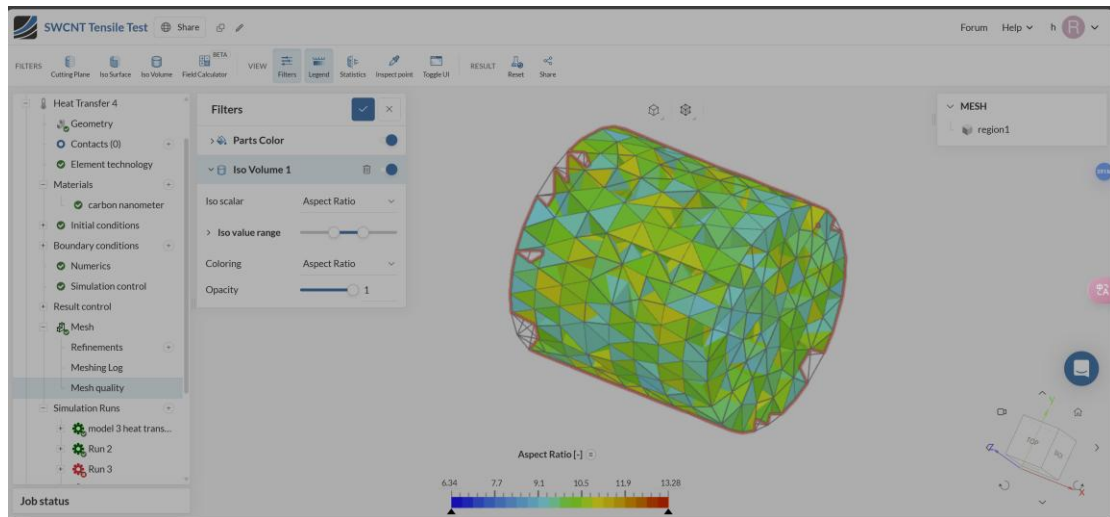 SWCNT Tensile Test Share Forum Help h R
FILTERS Cutting Plane Iso Surface Iso Volume Field Calculator BETA VIEW Filters Legend Statistics Inspect point Toggle UI RESULT Reset Share
Heat Transfer 4
Geometry
Contacts (0)
Element technology
Materials
carbon nanometer
Initial conditions
Boundary conditions
Numerics
Simulation control
Result control
Mesh
Refinements
Meshing Log
Mesh quality
Simulation Runs
model 3 heat trans...
Run 2
Run 3
Job status
Filters
Parts Color
Iso Volume 1
Iso scalar Aspect Ratio
Iso value range
Coloring Aspect Ratio
Opacity 1
MESH
region1
Aspect Ratio [-]
6.34 7.7 9.1 10.5 11.9 13.28
Y
Z
X
TOP